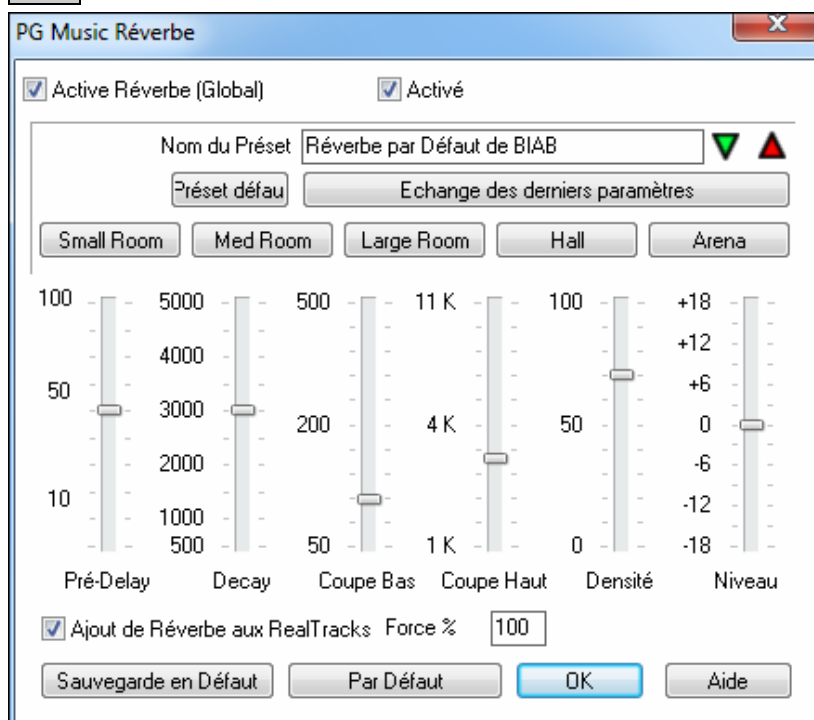 PG Music Réverbe
Active Réverbe (Global) Activé
Nom du Préset Réverbe par Défaut de BIAB
Préset défau Echange des derniers paramètres
Small Room Med Room Large Room Hall Arena
100 5000 500 11 K 100 +18
4000 +12
50 +6
3000 200 4 K 50 0
2000 -6
10 -12
1000
500 50 1 K 0 -18
Pré-Delay Decay Coupe Bas Coupe Haut Densité Niveau
Ajout de Réverbe aux RealTracks Force % 100
Sauvegarde en Défaut Par Défaut OK Aide